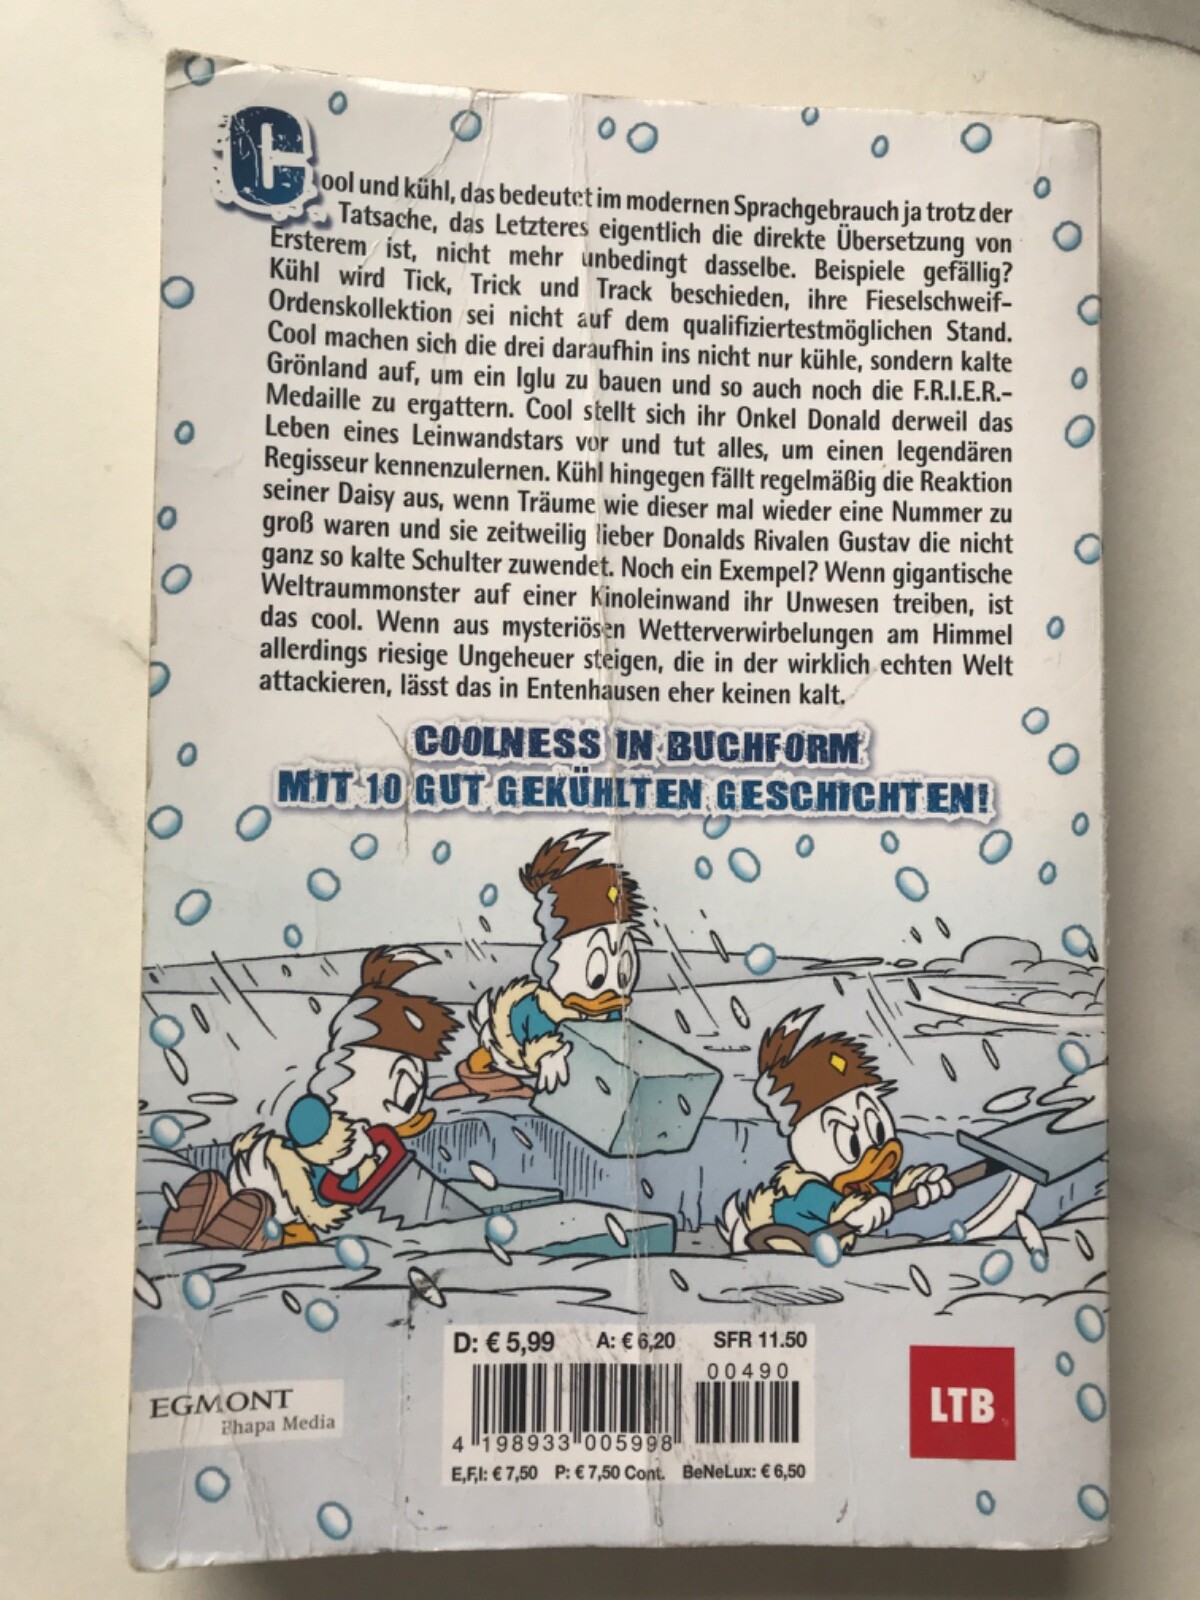 Cool und kühl, das bedeutet im modernen Sprachgebrauch ja trotz der
Tatsache, das Letzteres eigentlich die direkte Übersetzung von
Ersterem ist, nicht mehr unbedingt dasselbe. Beispiele gefällig?
Kühl wird Tick, Trick und Track beschieden, ihre Fieselschweif-
Ordenskollektion sei nicht auf dem qualifiziertestmöglichen Stand.
Cool machen sich die drei daraufhin ins nicht nur kühle, sondern kalte
Grönland auf, um ein Iglu zu bauen und so auch noch die F.R.I.E.R.-
Medaille zu ergattern. Cool stellt sich ihr Onkel Donald derweil das
Leben eines Leinwandstars vor und tut alles, um einen legendären
Regisseur kennenzulernen. Kühl hingegen fällt regelmäßig die Reaktion
seiner Daisy aus, wenn Träume wie dieser mal wieder eine Nummer zu
groß waren und sie zeitweilig lieber Donalds Rivalen Gustav die nicht
ganz so kalte Schulter zuwendet. Noch ein Exempel? Wenn gigantische
Weltraummonster auf einer Kinoleinwand ihr Unwesen treiben, ist
das cool. Wenn aus mysteriösen Wetterverwirbelungen am Himmel
allerdings riesige Ungeheuer steigen, die in der wirklich echten Welt
attackieren, lässt das in Entenhausen eher keinen kalt.
COOLNESS IN BUCHFORM
MIT 10 GUT GEKÜHLTEN GESCHICHTEN!
D: € 5,99 A: € 6,20 SFR 11.50
00490
4 198933 005998
E,F,I: € 7,50 P: € 7,50 Cont. BeNeLux: € 6,50
EGMONT
Ehapa Media
LTB